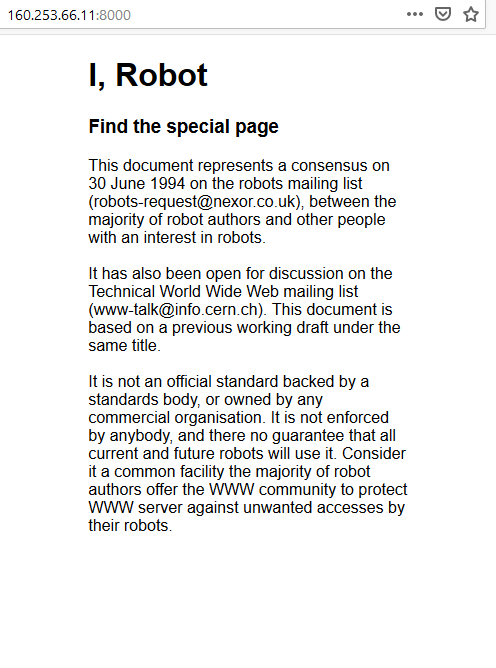 160.253.66.11:8000
I, Robot
Find the special page
This document represents a consensus on
30 June 1994 on the robots mailing list
(robots-request@nexor.co.uk), between the
majority of robot authors and other people
with an interest in robots.
It has also been open for discussion on the
Technical World Wide Web mailing list
(www-talk@info.cern.ch). This document is
based on a previous working draft under the
same title.
It is not an official standard backed by a
standards body, or owned by any
commercial organisation. It is not enforced
by anybody, and there no guarantee that all
current and future robots will use it. Consider
it a common facility the majority of robot
authors offer the WWW community to protect
WWW server against unwanted accesses by
their robots.